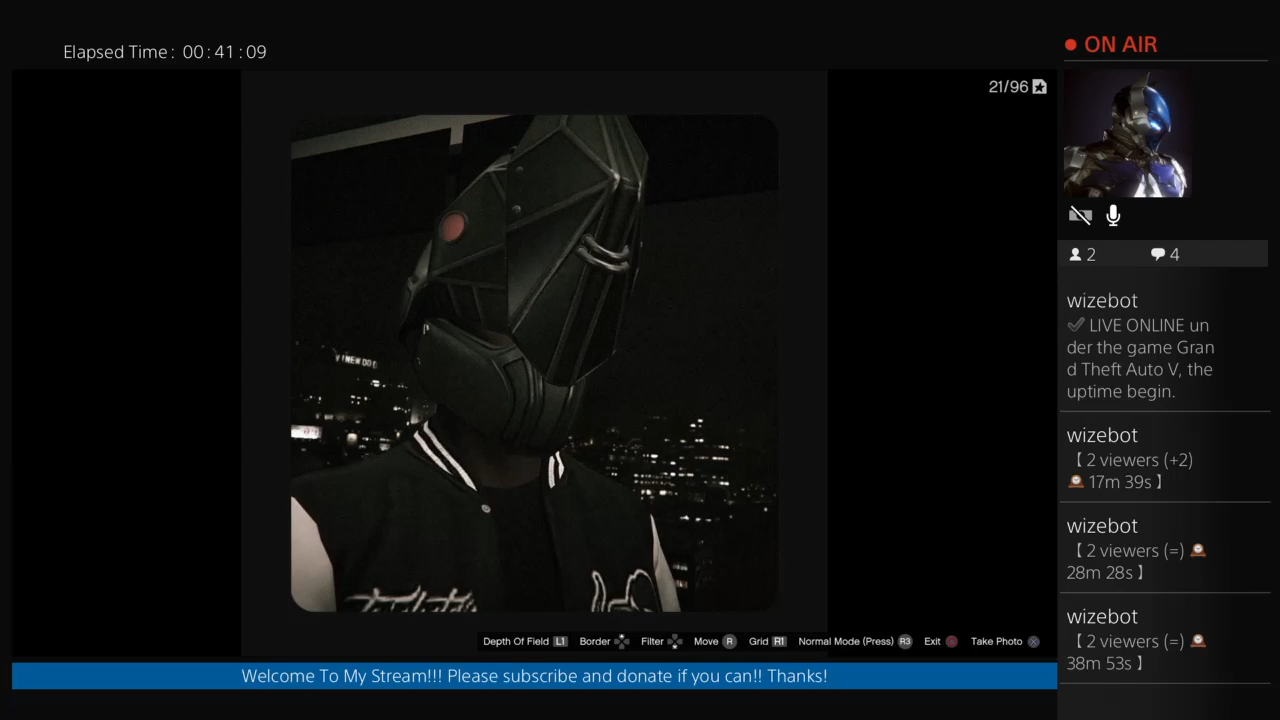 Elapsed Time: 00:41:09
ON AIR
21/96
2
4
wizebot
LIVE ONLINE un
der the game Gran
d Theft Auto V, the
uptime begin.
wizebot
【 2 viewers (+2)
17m 39s 】
wizebot
【 2 viewers (=)
28m 28s 】
wizebot
【 2 viewers (=)
38m 53s 】
Depth Of Field L1 Border Filter Move R Grid R1 Normal Mode (Press) R3 Exit Take Photo
Welcome To My Stream!!! Please subscribe and donate if you can!! Thanks!